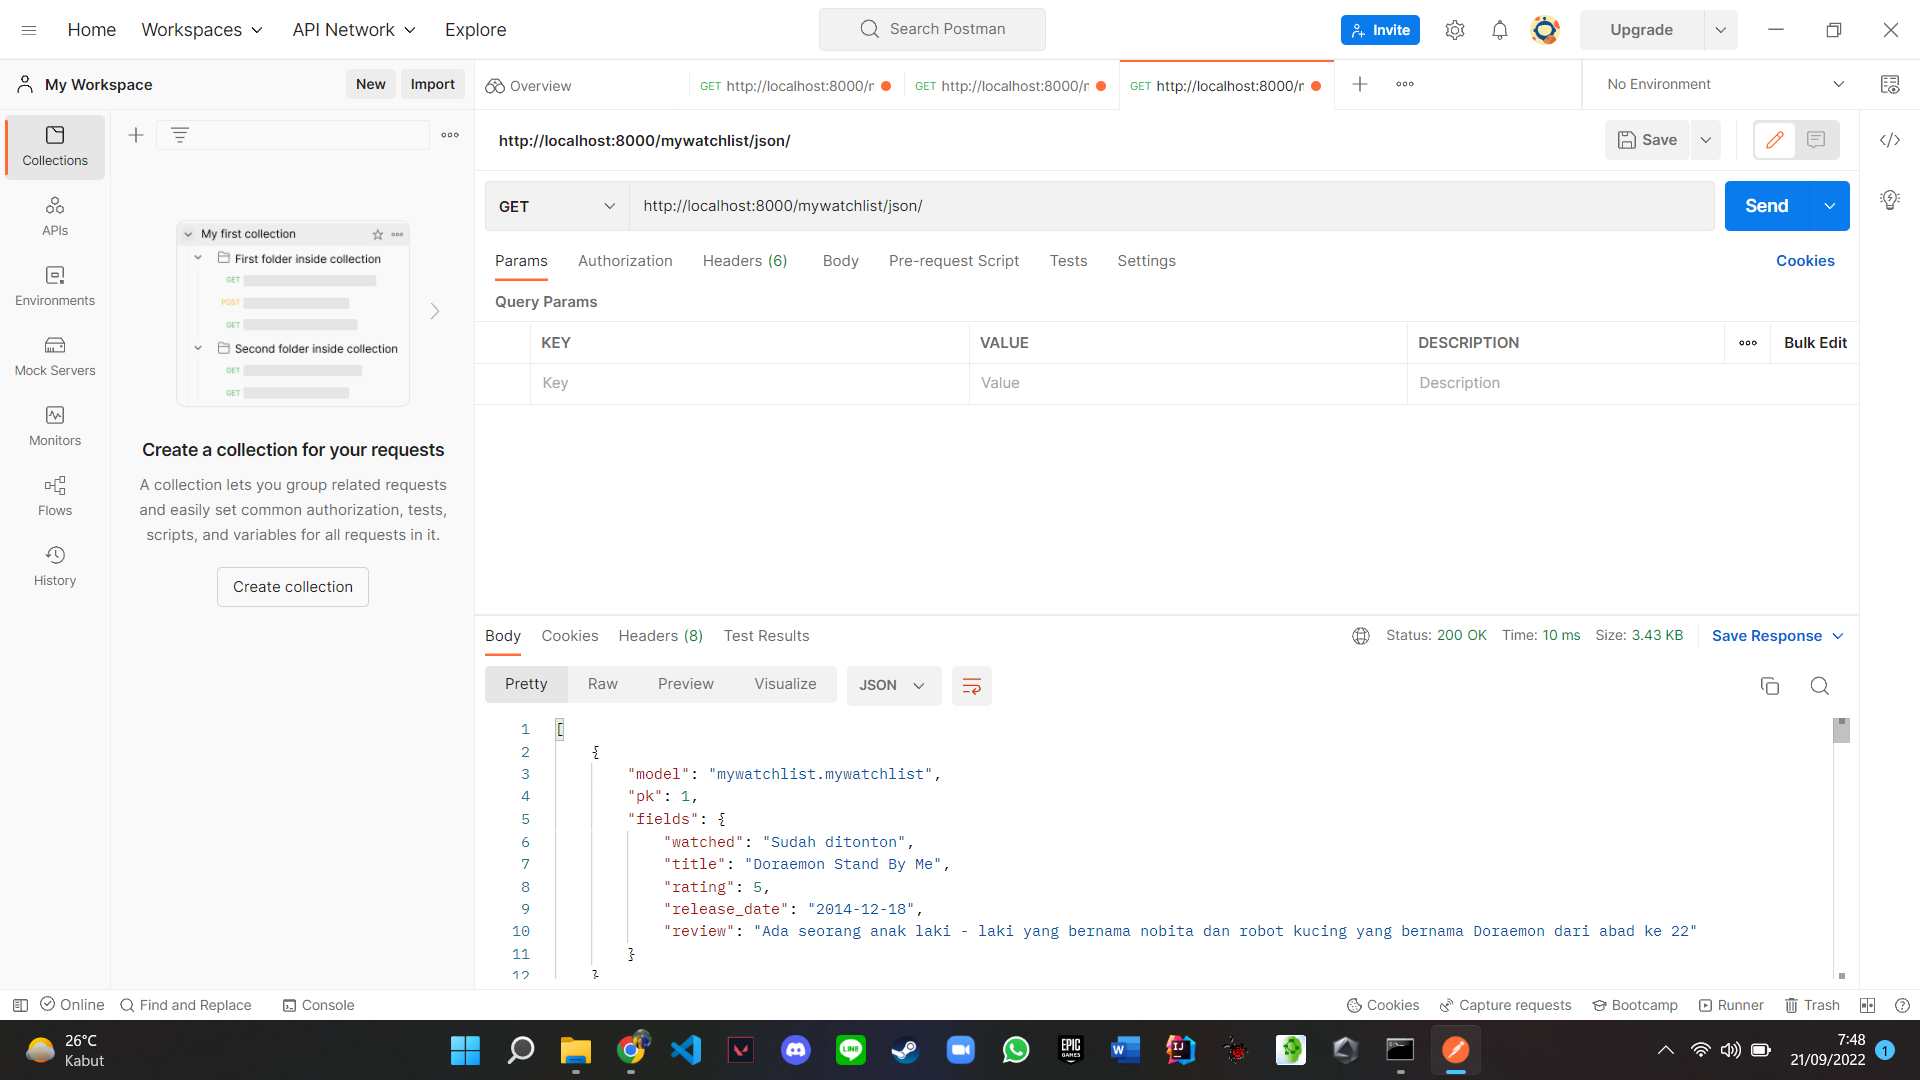 Home
Workspaces
API Network
Explore
Search Postman
Invite
Upgrade
My Workspace
New
Import
Overview
GET http://localhost:8000/r
GET http://localhost:8000/r
GET http://localhost:8000/r
No Environment
Collections
APIs
Environments
Mock Servers
Monitors
Flows
History
My first collection
First folder inside collection
GET
POST
GET
Second folder inside collection
GET
GET
Create a collection for your requests
A collection lets you group related requests
and easily set common authorization, tests,
scripts, and variables for all requests in it.
Create collection
http://localhost:8000/mywatchlist/json/
Save
GET
http://localhost:8000/mywatchlist/json/
Send
Params
Authorization
Headers (6)
Body
Pre-request Script
Tests
Settings
Cookies
Query Params
KEY
VALUE
DESCRIPTION
Bulk Edit
Key
Value
Description
Body
Cookies
Headers (8)
Test Results
Status: 200 OK
Time: 10 ms
Size: 3.43 KB
Save Response
Pretty
Raw
Preview
Visualize
JSON
1 [
2 {
3 "model": "mywatchlist.mywatchlist",
4 "pk": 1,
5 "fields": {
6 "watched": "Sudah ditonton",
7 "title": "Doraemon Stand By Me",
8 "rating": 5,
9 "release_date": "2014-12-18",
10 "review": "Ada seorang anak laki - laki yang bernama nobita dan robot kucing yang bernama Doraemon dari abad ke 22"
11 }
12 }
Online
Find and Replace
Console
Cookies
Capture requests
Bootcamp
Runner
Trash
26°C
Kabut
LINE
EPIC
GAMES
W
IJ
7:48
21/09/2022
1